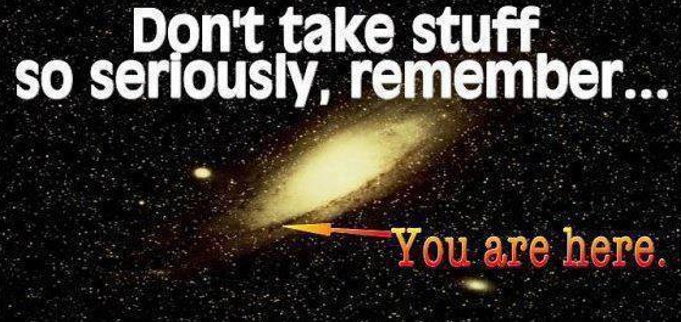 Don't take stuff
so seriously, remember...
You are here.